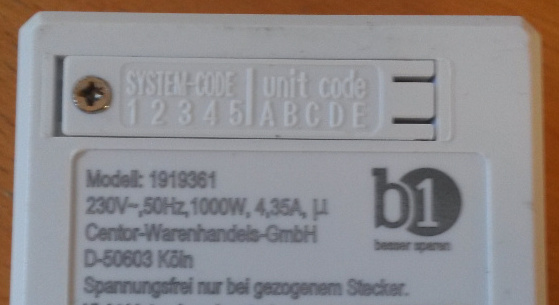 SYSTEM-CODE unit code
1 2 3 4 5 A B C D E
Modell: 1919361
230V~,50Hz,1000W, 4,35A, µ
Centor-Warenhandels-GmbH
D-50603 Köln
Spannungsfrei nur bei gezogenem Stecker.
b1
besser sparen